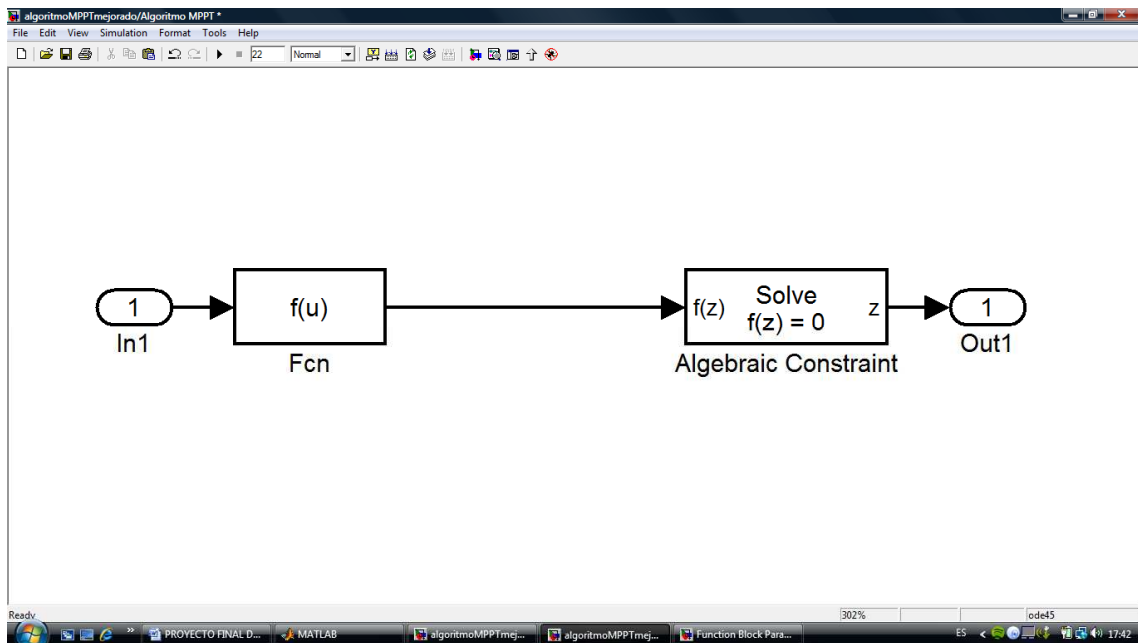 algoritmoMPPTmejorado/Algoritmo MPPT *
File Edit View Simulation Format Tools Help
22 Normal
1
In1
f(u)
Fcn
f(z) Solve f(z) = 0 z
Algebraic Constraint
1
Out1
Ready 302% ode45
PROYECTO FINAL D... MATLAB algoritmoMPPTmej... algoritmoMPPTmej... Function Block Para... ES 17:42